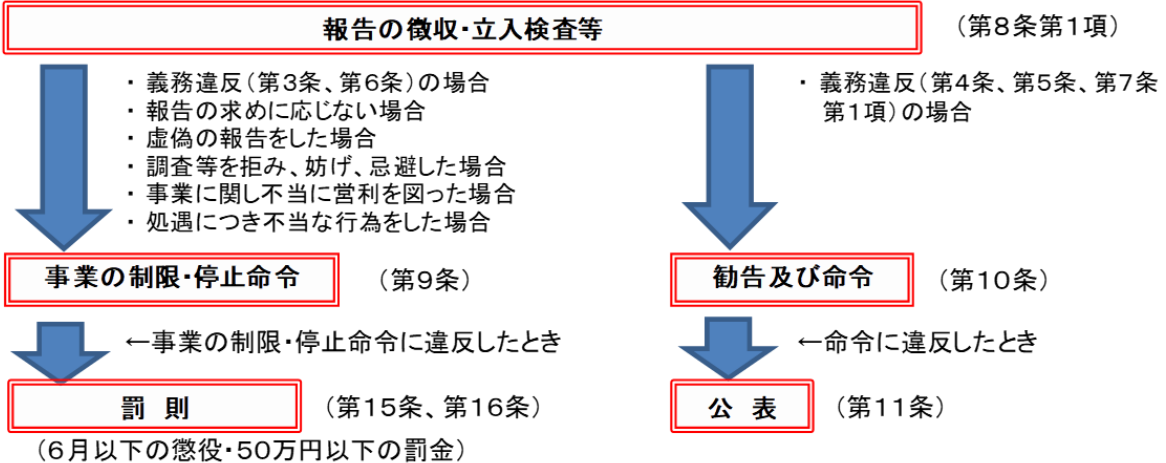 報告の徴収・立入検査等
（第８条第１項）
・ 義務違反（第３条、第６条）の場合
・ 報告の求めに応じない場合
・ 虚偽の報告をした場合
・ 調査等を拒み、妨げ、忌避した場合
・ 事業に関し不当に営利を図った場合
・ 処遇につき不当な行為をした場合
・ 義務違反（第４条、第５条、第７条
第１項）の場合
事業の制限・停止命令
（第９条）
勧告及び命令
（第１０条）
←事業の制限・停止命令に違反したとき
←命令に違反したとき
罰 則
（第１５条、第１６条）
公 表
（第１１条）
（６月以下の懲役・５０万円以下の罰金）